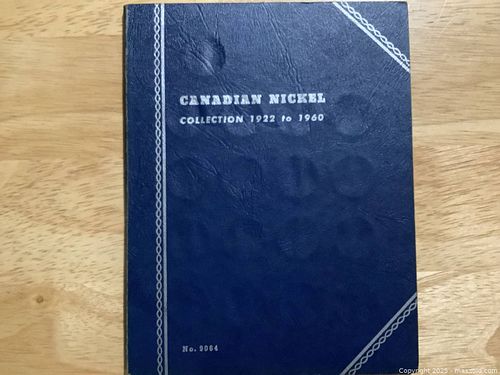 CANADIAN NICKEL
COLLECTION 1922 to 1960
No. 9064
Copyright 2025 - maxsold.com